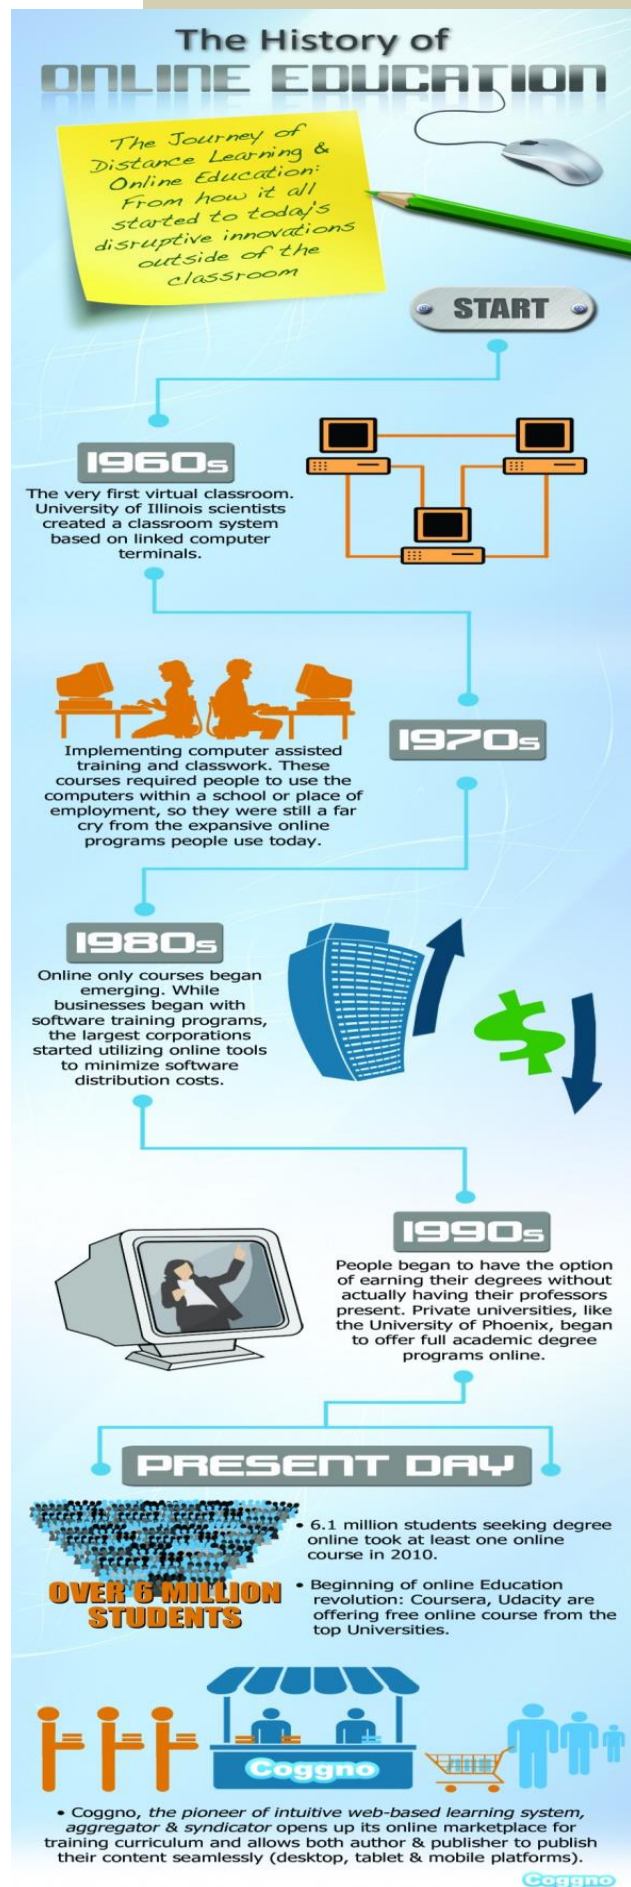 The History of
ONLINE EDUCATION
The Journey of
Distance Learning &
Online Education:
From how it all
started to today's
disruptive innovations
outside of the
classroom
START
1960s
The very first virtual classroom.
University of Illinois scientists
created a classroom system
based on linked computer
terminals.
1970s
Implementing computer assisted
training and classwork. These
courses required people to use the
computers within a school or place of
employment, so they were still a far
cry from the expansive online
programs people use today.
1980s
Online only courses began
emerging. While
businesses began with
software training programs,
the largest corporations
started utilizing online tools
to minimize software
distribution costs.
$
1990s
People began to have the option
of earning their degrees without
actually having their professors
present. Private universities, like
the University of Phoenix, began
to offer full academic degree
programs online.
PRESENT DAY
OVER 6 MILLION
STUDENTS
• 6.1 million students seeking degree
online took at least one online
course in 2010.
• Beginning of online Education
revolution: Coursera, Udacity are
offering free online course from the
top Universities.
Coggno
• Coggno, the pioneer of intuitive web-based learning system,
aggregator & syndicator opens up its online marketplace for
training curriculum and allows both author & publisher to publish
their content seamlessly (desktop, tablet & mobile platforms).
Coggno